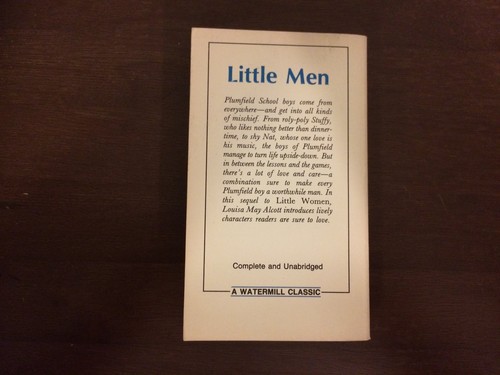 Little Men
Plumfield School boys come from
everywhere—and get into all kinds
of mischief. From roly-poly Stuffy,
who likes nothing better than dinner-
time, to shy Nat, whose one love is
his music, the boys of Plumfield
manage to turn life upside-down. But
in between the lessons and the games,
there's a lot of love and care—a
combination sure to make every
Plumfield boy a worthwhile man. In
this sequel to Little Women,
Louisa May Alcott introduces lively
characters readers are sure to love.
Complete and Unabridged
A WATERMILL CLASSIC